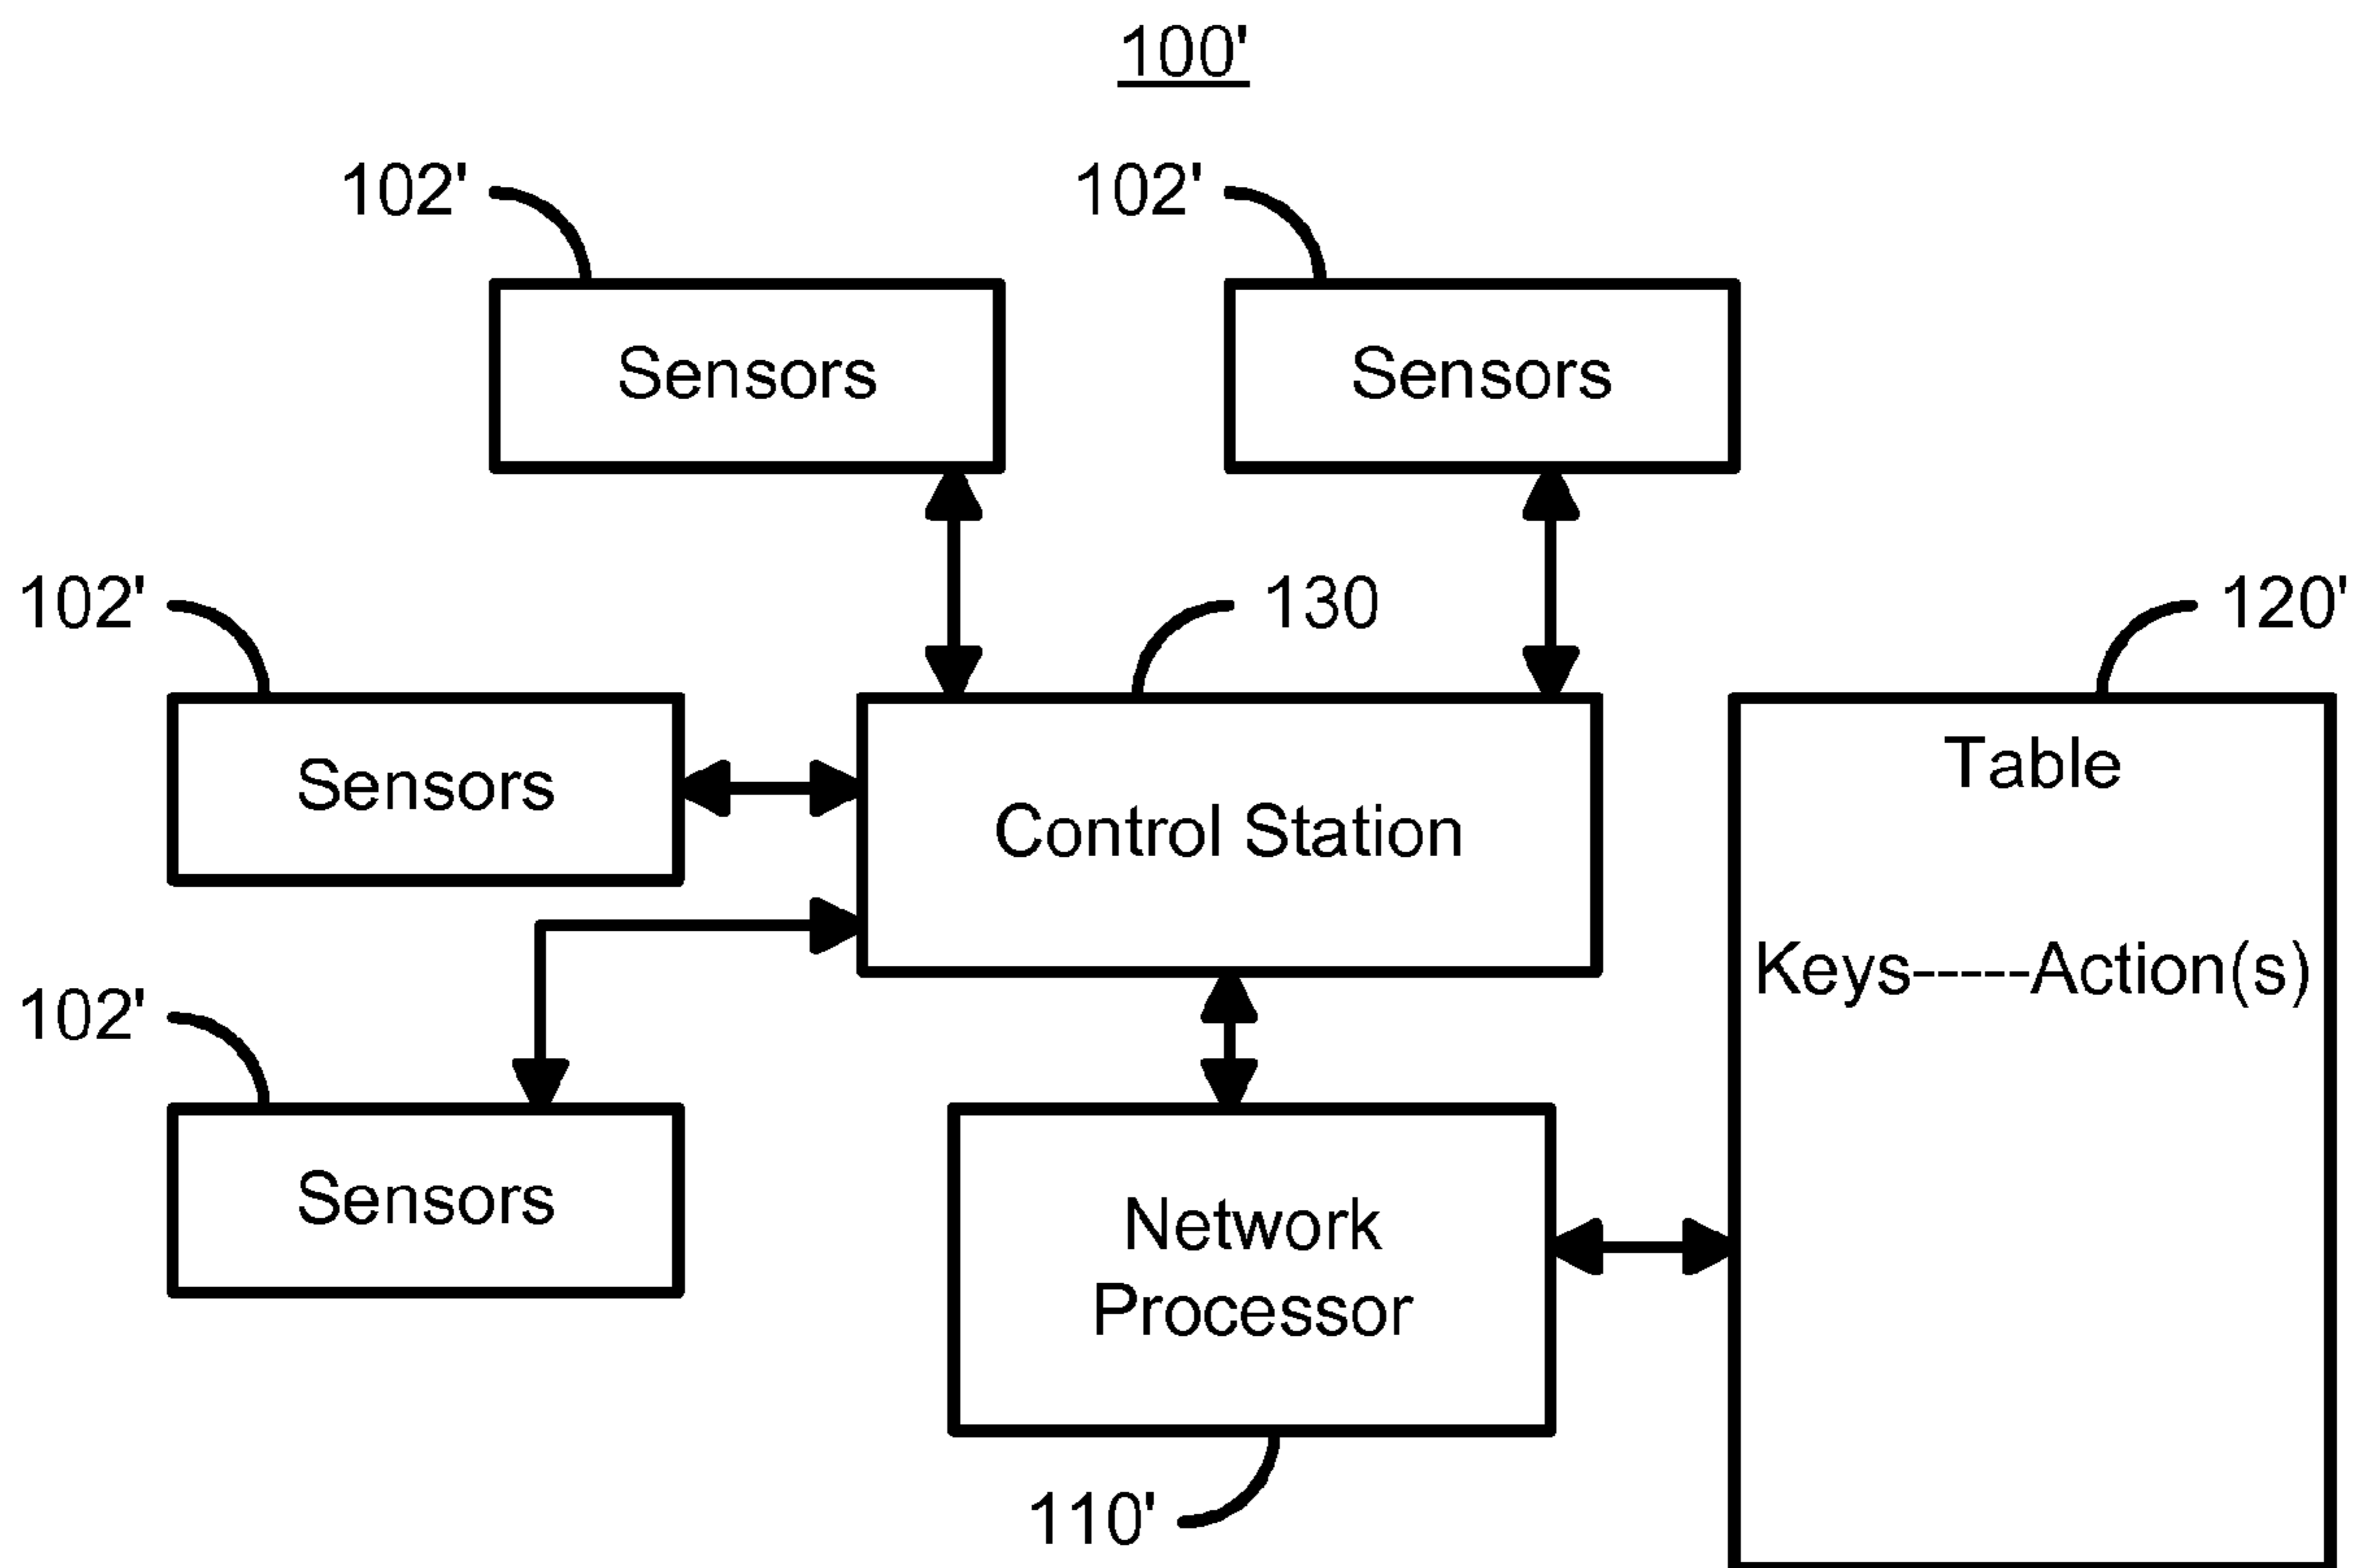 100'
102'
102'
Sensors
Sensors
102'
130
120'
Sensors
Control Station
Table
Keys-----Action(s)
102'
Sensors
Network
Processor
110'